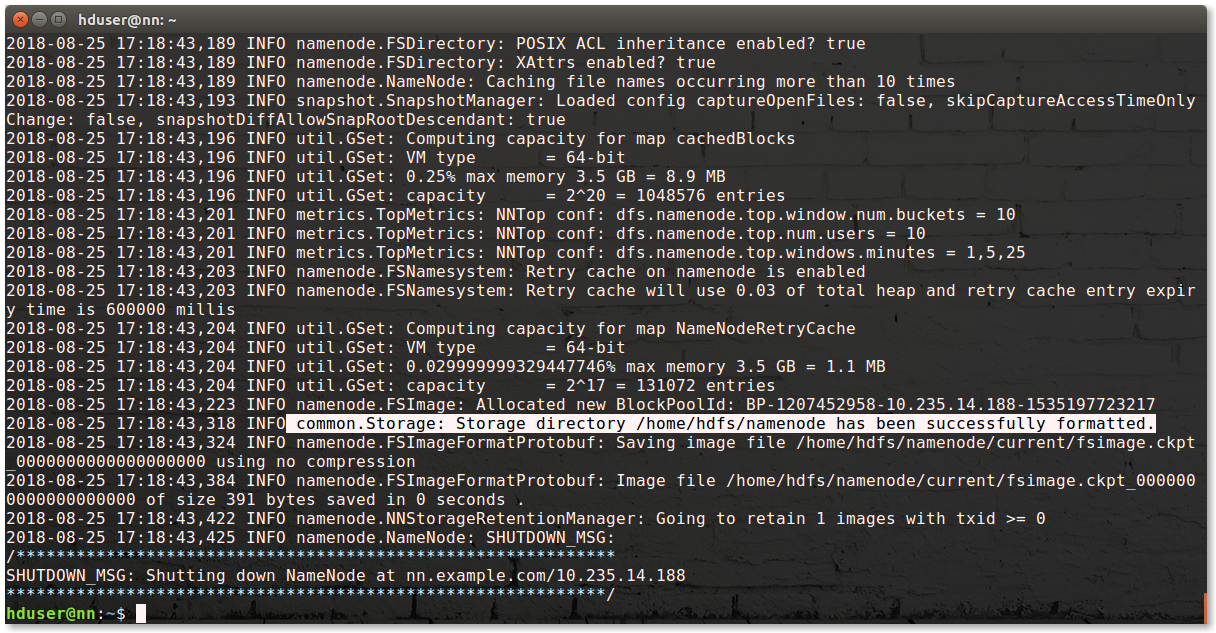 hduser@nn: ~
2018-08-25 17:18:43,189 INFO namenode.FSDirectory: POSIX ACL inheritance enabled? true
2018-08-25 17:18:43,189 INFO namenode.FSDirectory: XAttrs enabled? true
2018-08-25 17:18:43,189 INFO namenode.NameNode: Caching file names occurring more than 10 times
2018-08-25 17:18:43,193 INFO snapshot.SnapshotManager: Loaded config captureOpenFiles: false, skipCaptureAccessTimeOnly
Change: false, snapshotDiffAllowSnapRootDescendant: true
2018-08-25 17:18:43,196 INFO util.GSet: Computing capacity for map cachedBlocks
2018-08-25 17:18:43,196 INFO util.GSet: VM type       = 64-bit
2018-08-25 17:18:43,196 INFO util.GSet: 0.25% max memory 3.5 GB = 8.9 MB
2018-08-25 17:18:43,196 INFO util.GSet: capacity      = 2^20 = 1048576 entries
2018-08-25 17:18:43,201 INFO metrics.TopMetrics: NNTop conf: dfs.namenode.top.window.num.buckets = 10
2018-08-25 17:18:43,201 INFO metrics.TopMetrics: NNTop conf: dfs.namenode.top.num.users = 10
2018-08-25 17:18:43,201 INFO metrics.TopMetrics: NNTop conf: dfs.namenode.top.windows.minutes = 1,5,25
2018-08-25 17:18:43,203 INFO namenode.FSNamesystem: Retry cache on namenode is enabled
2018-08-25 17:18:43,203 INFO namenode.FSNamesystem: Retry cache will use 0.03 of total heap and retry cache entry expir
y time is 600000 millis
2018-08-25 17:18:43,204 INFO util.GSet: Computing capacity for map NameNodeRetryCache
2018-08-25 17:18:43,204 INFO util.GSet: VM type       = 64-bit
2018-08-25 17:18:43,204 INFO util.GSet: 0.029999999329447746% max memory 3.5 GB = 1.1 MB
2018-08-25 17:18:43,204 INFO util.GSet: capacity      = 2^17 = 131072 entries
2018-08-25 17:18:43,223 INFO namenode.FSImage: Allocated new BlockPoolId: BP-1207452958-10.235.14.188-1535197723217
2018-08-25 17:18:43,318 INFO common.Storage: Storage directory /home/hdfs/namenode has been successfully formatted.
2018-08-25 17:18:43,324 INFO namenode.FSImageFormatProtobuf: Saving image file /home/hdfs/namenode/current/fsimage.ckpt
_0000000000000000000 using no compression
2018-08-25 17:18:43,384 INFO namenode.FSImageFormatProtobuf: Image file /home/hdfs/namenode/current/fsimage.ckpt_000000
0000000000000 of size 391 bytes saved in 0 seconds .
2018-08-25 17:18:43,422 INFO namenode.NNStorageRetentionManager: Going to retain 1 images with txid >= 0
2018-08-25 17:18:43,425 INFO namenode.NameNode: SHUTDOWN_MSG:
/************************************************************
SHUTDOWN_MSG: Shutting down NameNode at nn.example.com/10.235.14.188
************************************************************/
hduser@nn:~$